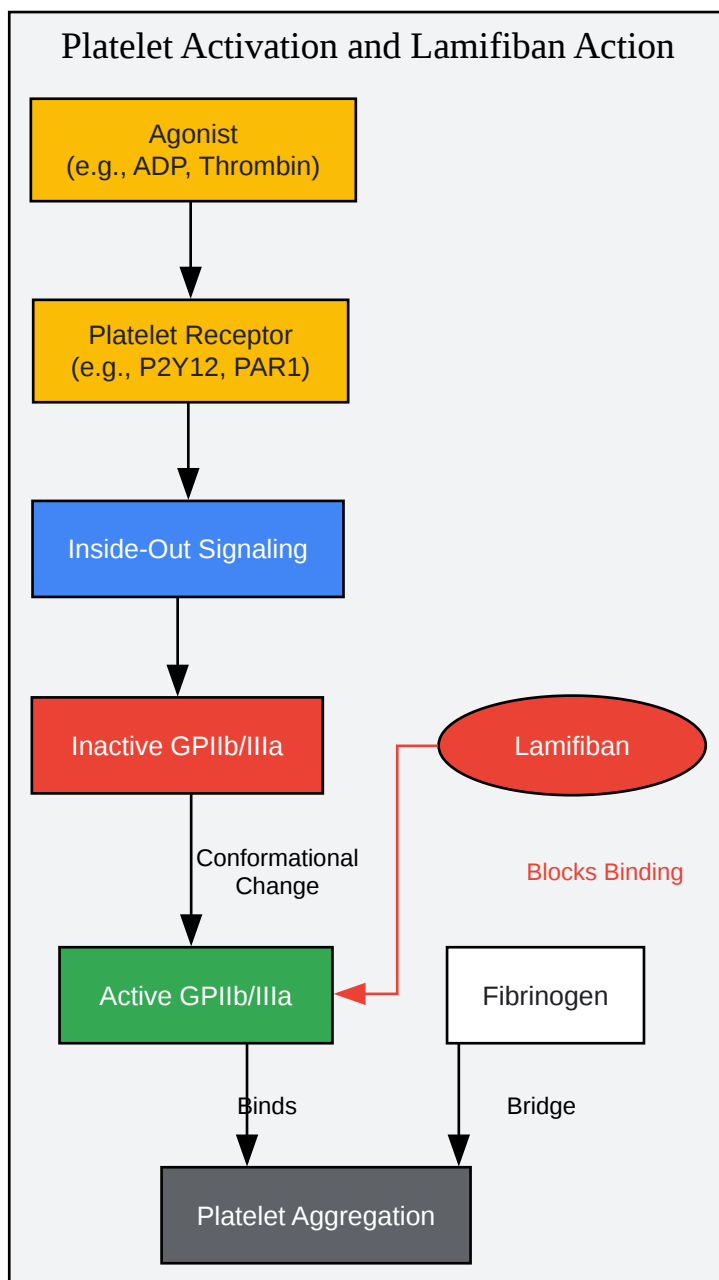 Platelet Activation and Lamifiban Action
Agonist
(e.g., ADP, Thrombin)
Platelet Receptor
(e.g., P2Y12, PAR1)
Inside-Out Signaling
Inactive GPIIb/IIIa
Lamifiban
Conformational
Change
Blocks Binding
Active GPIIb/IIIa
Fibrinogen
Binds
Bridge
Platelet Aggregation